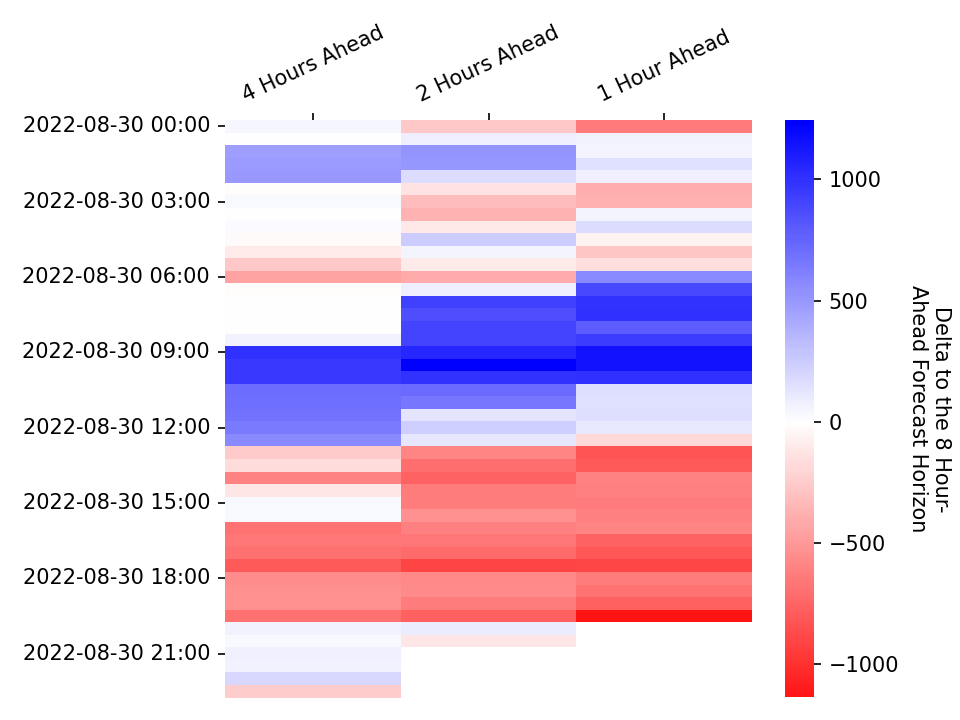 4 Hours Ahead
2 Hours Ahead
1 Hour Ahead
2022-08-30 00:00
2022-08-30 03:00
2022-08-30 06:00
2022-08-30 09:00
2022-08-30 12:00
2022-08-30 15:00
2022-08-30 18:00
2022-08-30 21:00
1000
500
0
−500
−1000
Delta to the 8 Hour-
Ahead Forecast Horizon